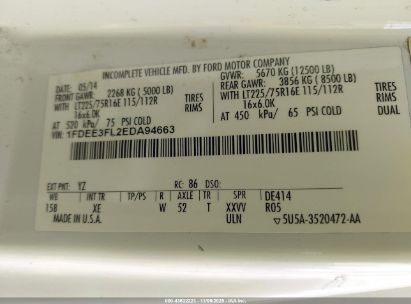 INCOMPLETE VEHICLE MFD. BY FORD MOTOR COMPANY
DATE: 05/14 GVWR: 5670 KG (12500 LB)
FRONT GAWR: 2268 KG (5000 LB) REAR GAWR: 3856 KG (8500 LB)
WITH LT225/75R16E 115/112R TIRES WITH LT225/75R16E 115/112R TIRES
16x6.0K RIMS 16x6.0K RIMS
AT 520 kPa/ 75 PSI COLD AT 450 kPa/ 65 PSI COLD DUAL
VIN: 1FDEE3FL2EDA94663
EXT PNT: YZ RC: 86 DSO:
WB INT TR TP/PS R AXLE TR SPR DE414
158 XE W 52 T XXVV R05
MADE IN U.S.A. ULN 5U5A-3520472-AA